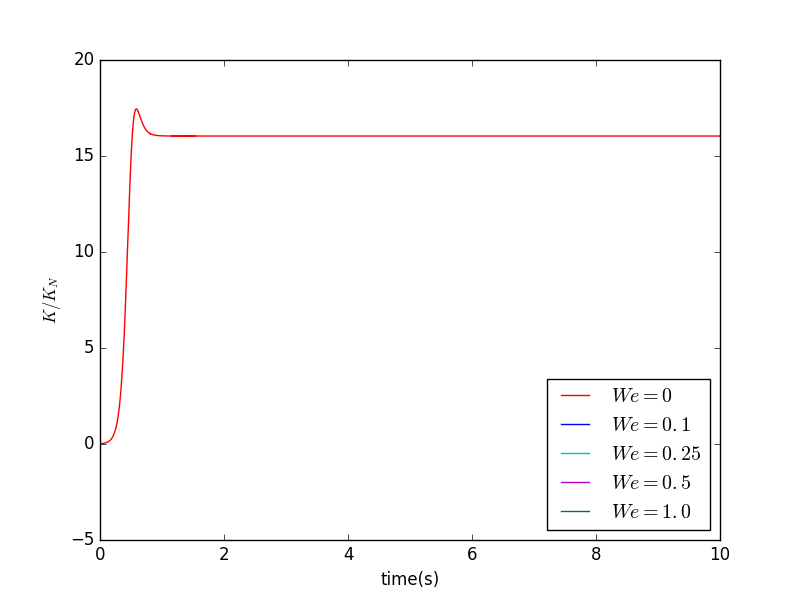 20
15
10
5
0
−5
0 2 4 6 8 10
K/K_N
time(s)
We = 0
We = 0.1
We = 0.25
We = 0.5
We = 1.0